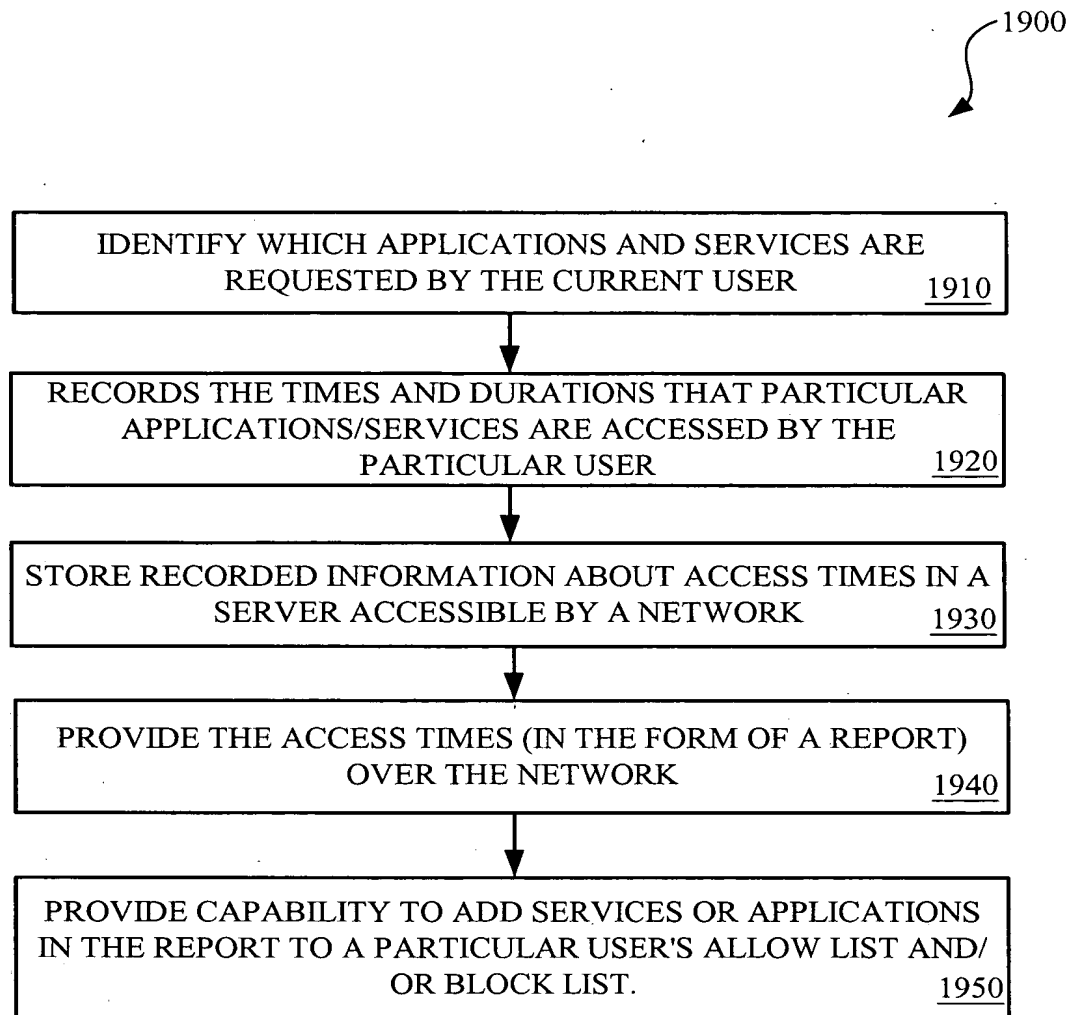 1900
IDENTIFY WHICH APPLICATIONS AND SERVICES ARE
REQUESTED BY THE CURRENT USER
1910
RECORDS THE TIMES AND DURATIONS THAT PARTICULAR
APPLICATIONS/SERVICES ARE ACCESSED BY THE
PARTICULAR USER
1920
STORE RECORDED INFORMATION ABOUT ACCESS TIMES IN A
SERVER ACCESSIBLE BY A NETWORK
1930
PROVIDE THE ACCESS TIMES (IN THE FORM OF A REPORT)
OVER THE NETWORK
1940
PROVIDE CAPABILITY TO ADD SERVICES OR APPLICATIONS
IN THE REPORT TO A PARTICULAR USER'S ALLOW LIST AND/
OR BLOCK LIST.
1950